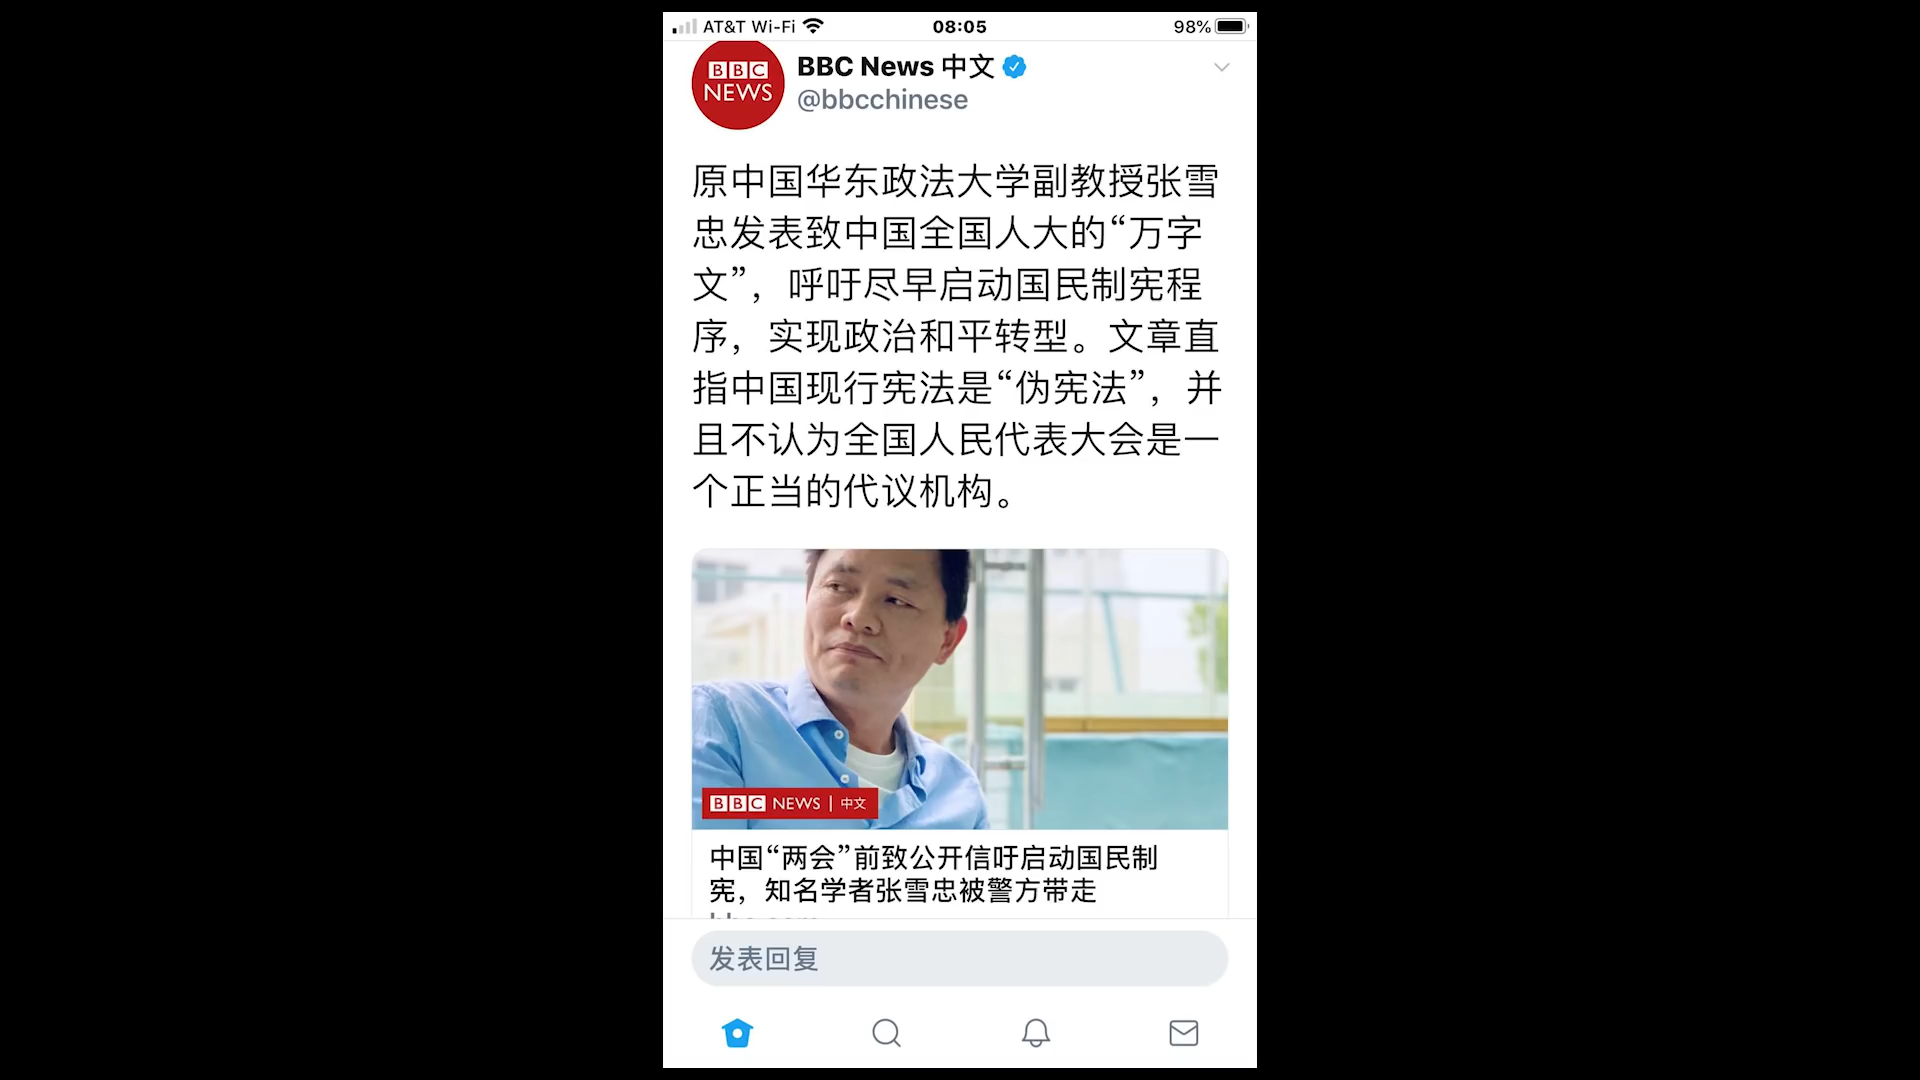 AT&T Wi-Fi 08:05 98%
BBC NEWS
BBC News 中文
@bbcchinese
原中国华东政法大学副教授张雪
忠发表致中国全国人大的“万字
文”，呼吁尽早启动国民制宪程
序，实现政治和平转型。文章直
指中国现行宪法是“伪宪法”，并
且不认为全国人民代表大会是一
个正当的代议机构。
BBC NEWS | 中文
中国“两会”前致公开信吁启动国民制
宪，知名学者张雪忠被警方带走
发表回复